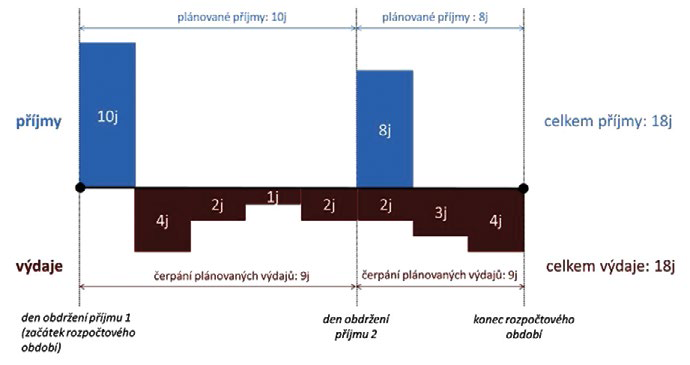 plánované příjmy: 10j
plánované příjmy : 8j
příjmy
10j
8j
celkem příjmy: 18j
4j
2j
1j
2j
2j
3j
4j
výdaje
čerpání plánovaných výdajů: 9j
čerpání plánovaných výdajů: 9j
celkem výdaje: 18j
den obdržení příjmu 1
(začátek rozpočtového
období)
den obdržení
příjmu 2
konec rozpočtového
období